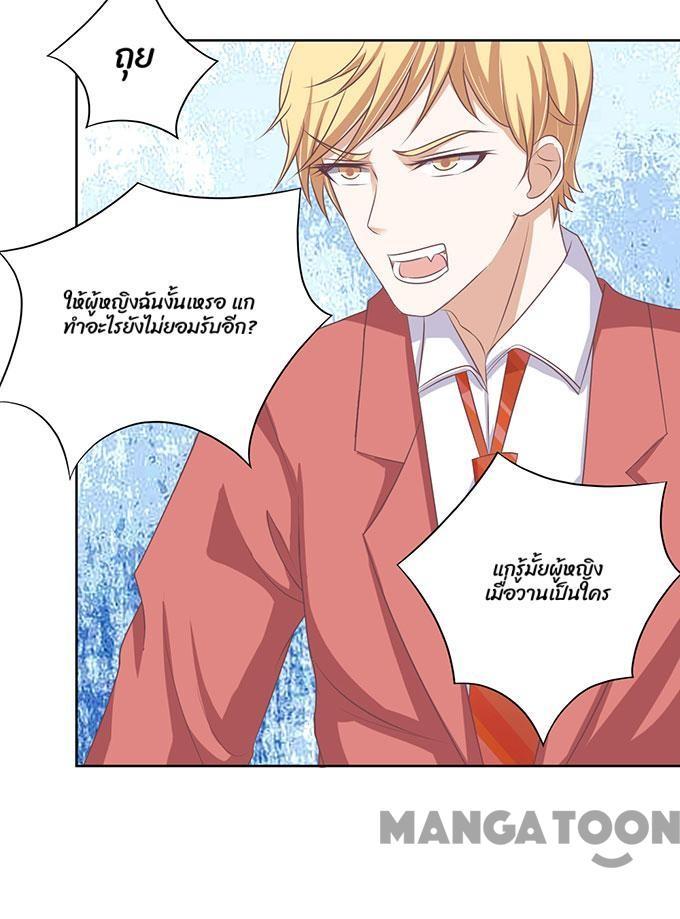 ถุย
ให้ผู้หญิงฉันงั้นเหรอ แก
ทำอะไรยังไม่ยอมรับอีก?
แกรู้มั้ยผู้หญิง
เมื่อวานเป็นใคร
MANGATOON